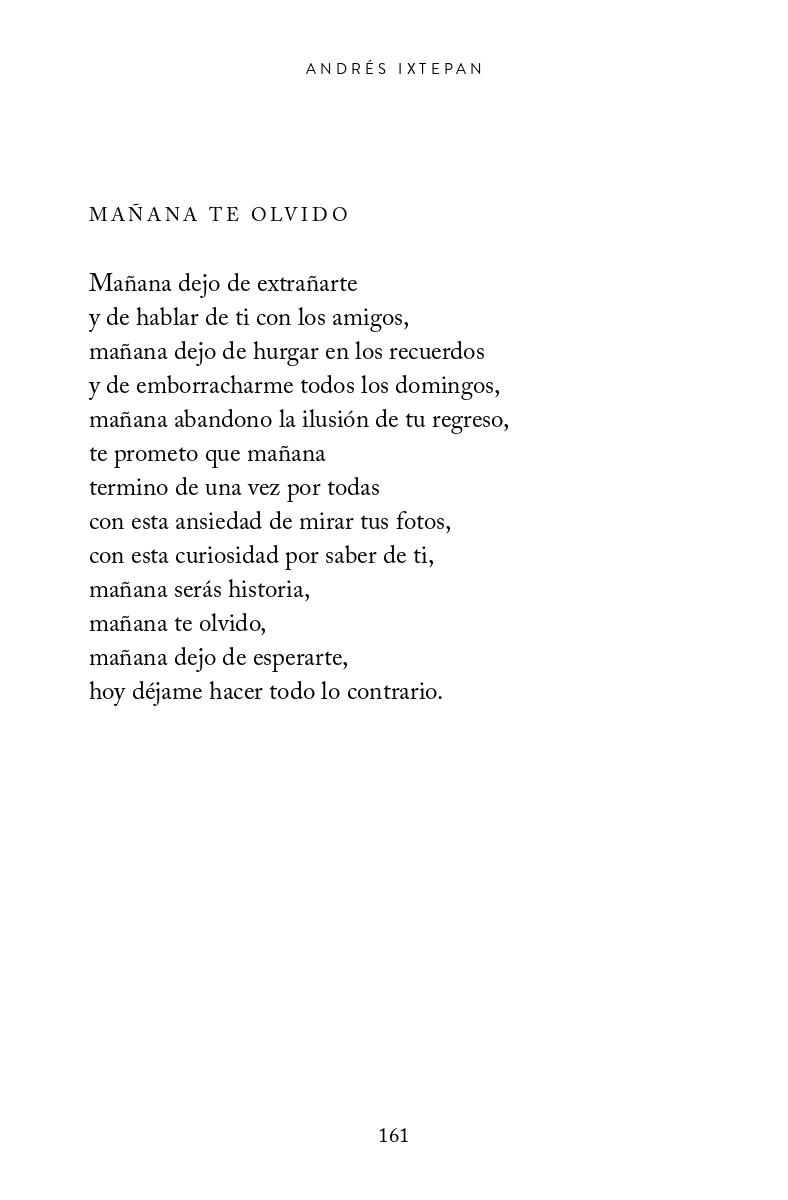 ANDRÉS IXTEPAN
MAÑANA TE OLVIDO
Mañana dejo de extrañarte
y de hablar de ti con los amigos,
mañana dejo de hurgar en los recuerdos
y de emborracharme todos los domingos,
mañana abandono la ilusión de tu regreso,
te prometo que mañana
termino de una vez por todas
con esta ansiedad de mirar tus fotos,
con esta curiosidad por saber de ti,
mañana serás historia,
mañana te olvido,
mañana dejo de esperarte,
hoy déjame hacer todo lo contrario.
161